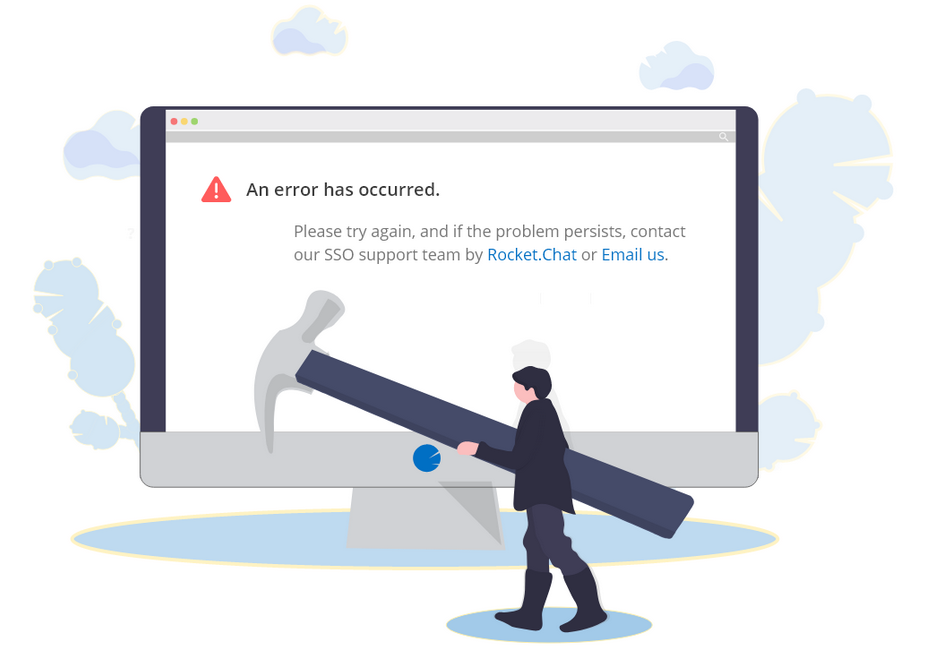 An error has occurred.
Please try again, and if the problem persists, contact
our SSO support team by Rocket.Chat or Email us.